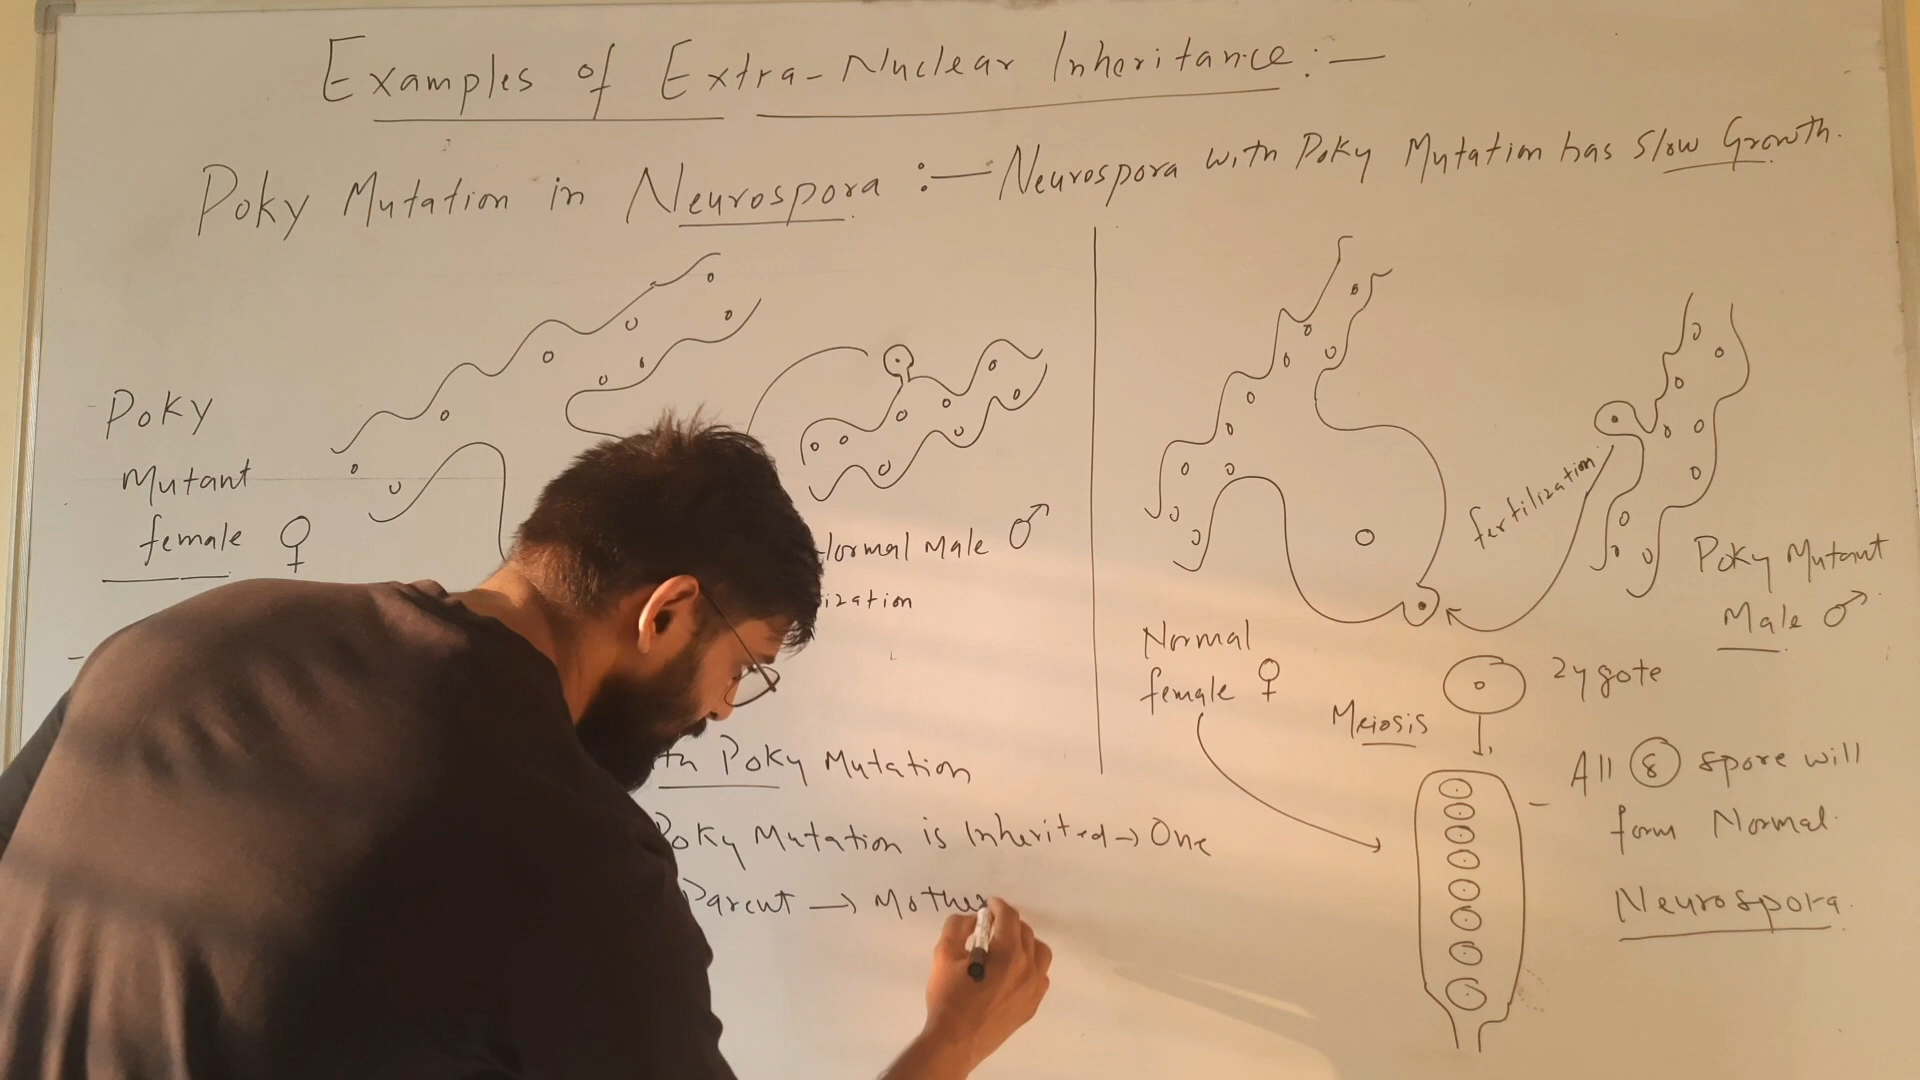 Examples of Extra-Nuclear Inheritance:—
Poky Mutation in Neurospora :— Neurospora with Poky Mutation has Slow Growth.
Poky
Mutant
female ♀
Normal Male ♂
Poky Mutation
Poky Mutation is Inherited → One
Parent → Mother
fertilization
Poky Mutant
Male ♂
Normal
female ♀
Zygote
Meiosis
All 8 spore will
form Normal.
Neurospora.